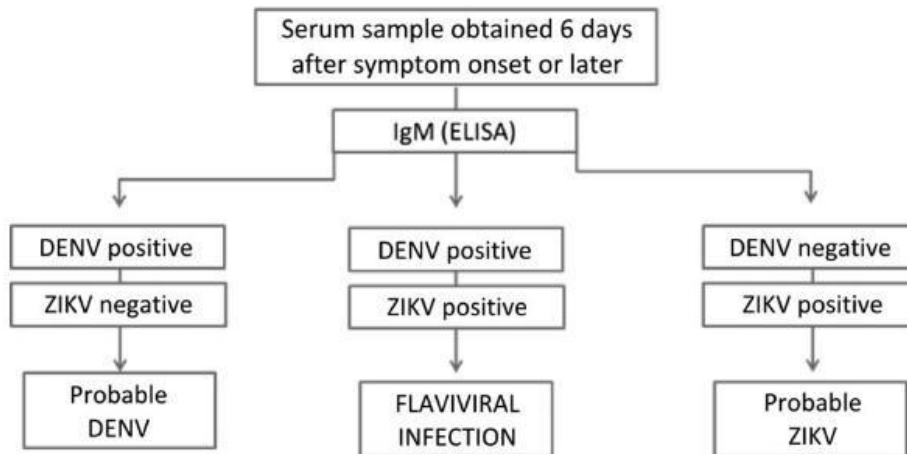 Serum sample obtained 6 days
after symptom onset or later
IgM (ELISA)
DENV positive
ZIKV negative
Probable
DENV
DENV positive
ZIKV positive
FLAVIVIRAL
INFECTION
DENV negative
ZIKV positive
Probable
ZIKV